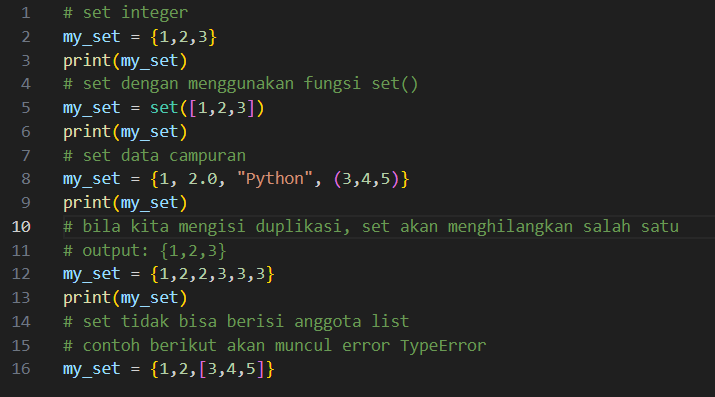 1 # set integer
2 my_set = {1,2,3}
3 print(my_set)
4 # set dengan menggunakan fungsi set()
5 my_set = set([1,2,3])
6 print(my_set)
7 # set data campuran
8 my_set = {1, 2.0, "Python", (3,4,5)}
9 print(my_set)
10 # bila kita mengisi duplikasi, set akan menghilangkan salah satu
11 # output: {1,2,3}
12 my_set = {1,2,2,3,3,3}
13 print(my_set)
14 # set tidak bisa berisi anggota list
15 # contoh berikut akan muncul error TypeError
16 my_set = {1,2,[3,4,5]}